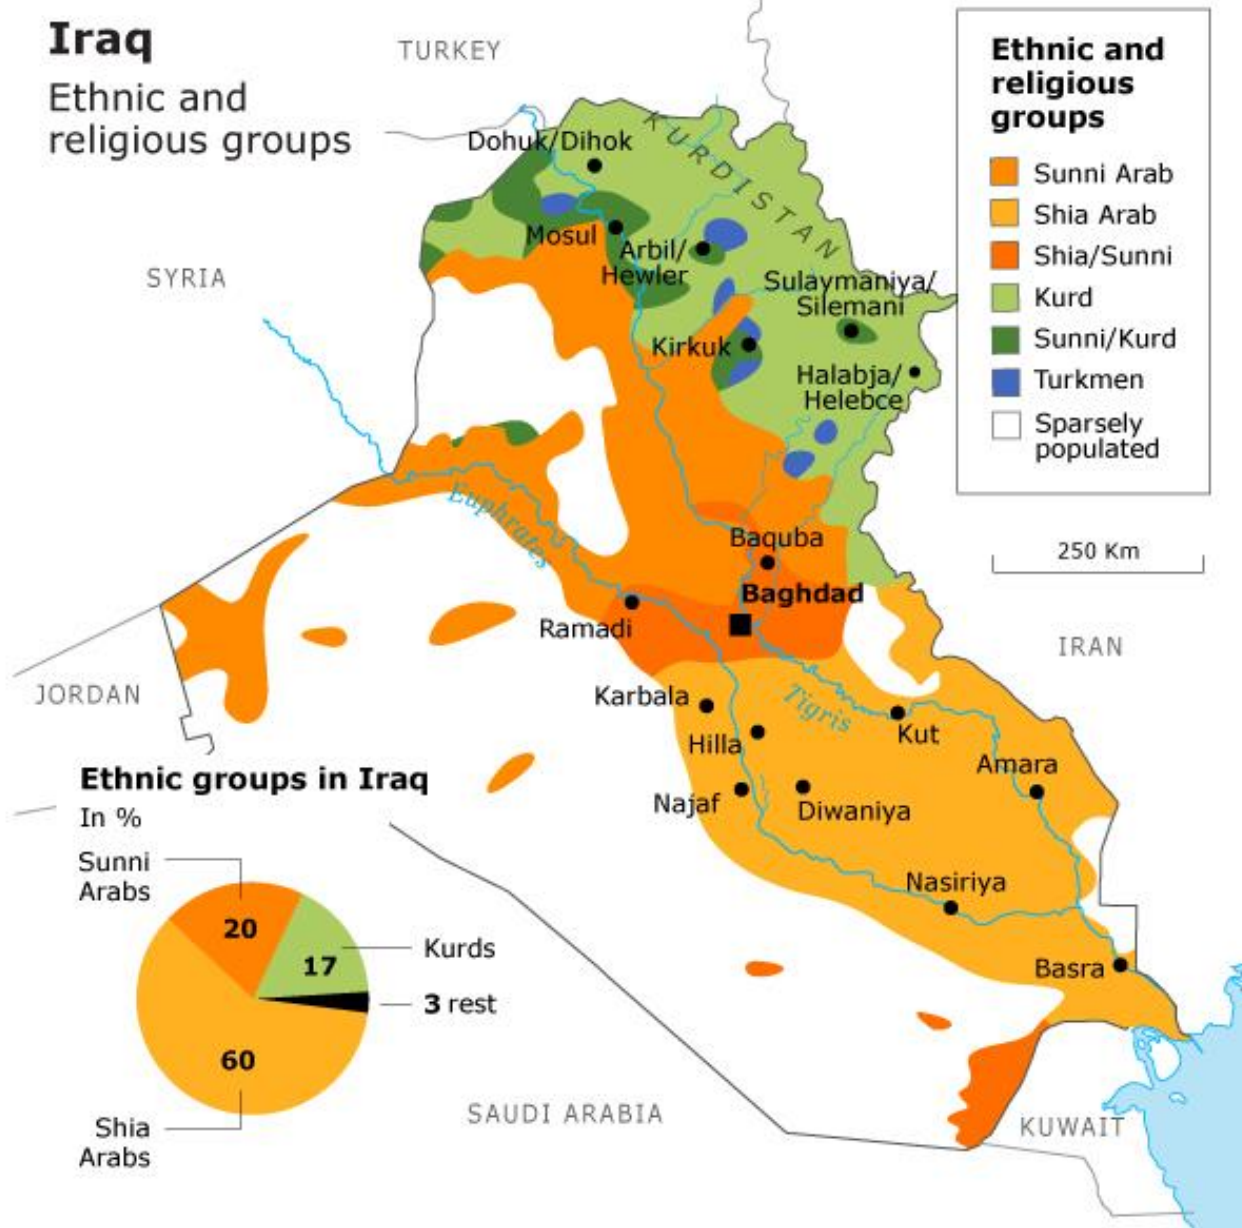 Iraq
Ethnic and
religious groups
TURKEY
SYRIA
JORDAN
IRAN
SAUDI ARABIA
KUWAIT
KURDISTAN
Dohuk/Dihok
Mosul
Arbil/
Hewler
Sulaymaniya/
Silemani
Kirkuk
Halabja/
Helebce
Euphrates
Baquba
Baghdad
Ramadi
Karbala
Tigris
Hilla
Kut
Amara
Najaf
Diwaniya
Nasiriya
Basra
Ethnic and
religious
groups
Sunni Arab
Shia Arab
Shia/Sunni
Kurd
Sunni/Kurd
Turkmen
Sparsely
populated
250 Km
Ethnic groups in Iraq
In %
Sunni
Arabs
20
17
Kurds
3 rest
60
Shia
Arabs